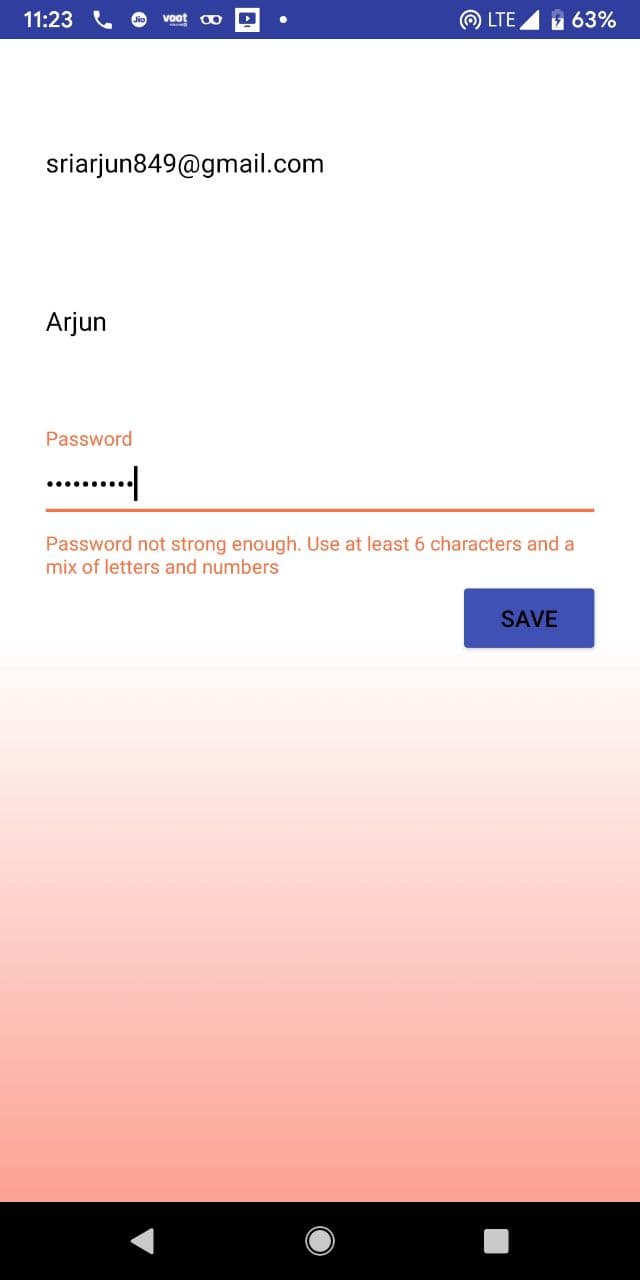 11:23 Jio voot LTE 63%
sriarjun849@gmail.com
Arjun
Password
••••••••••
Password not strong enough. Use at least 6 characters and a
mix of letters and numbers
SAVE